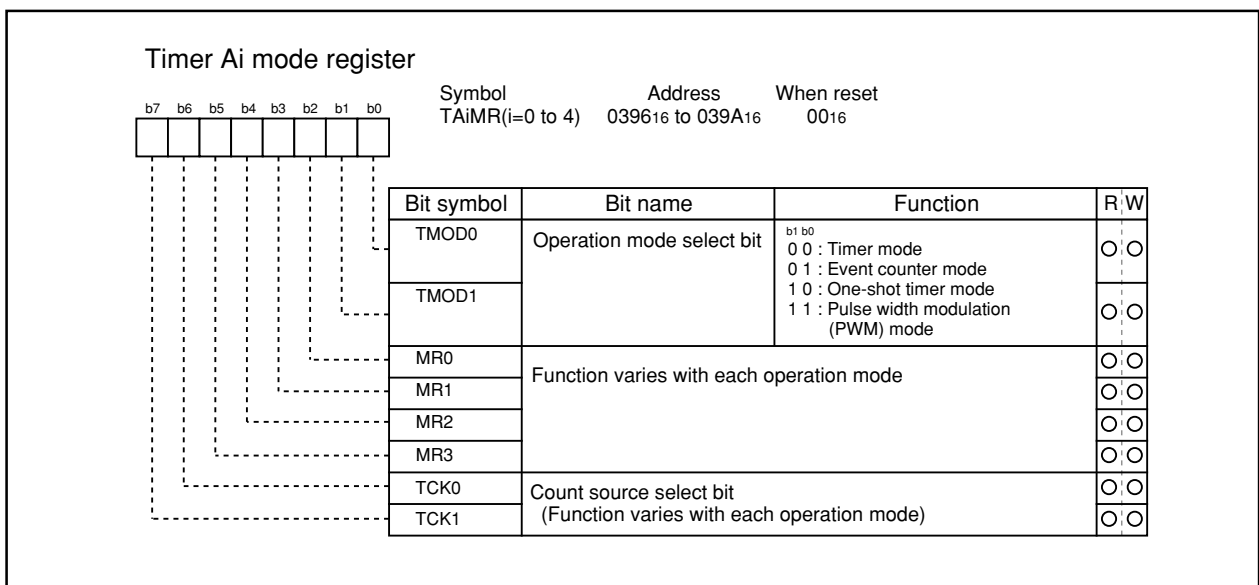 Timer Ai mode register
b7 b6 b5 b4 b3 b2 b1 b0
Symbol Address When reset
TAiMR(i=0 to 4) 039616 to 039A16 0016
Bit symbol Bit name Function R W
TMOD0 Operation mode select bit b1 b0
0 0 : Timer mode
0 1 : Event counter mode
TMOD1 1 0 : One-shot timer mode
1 1 : Pulse width modulation
(PWM) mode
MR0 Function varies with each operation mode
MR1
MR2
MR3
TCK0 Count source select bit
TCK1 (Function varies with each operation mode)